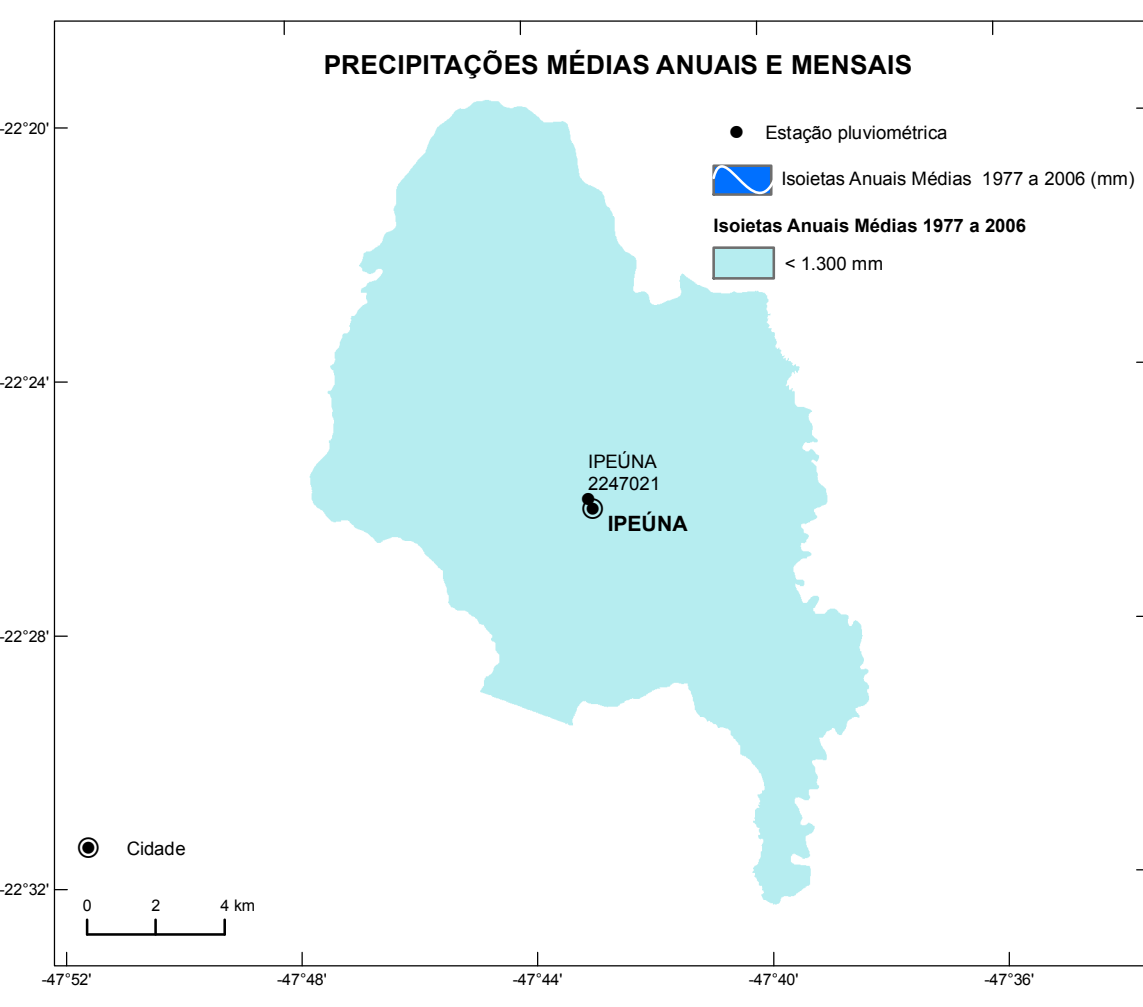 PRECIPITAÇÕES MÉDIAS ANUAIS E MENSAIS
-22°20'
Estação pluviométrica
Isoietas Anuais Médias 1977 a 2006 (mm)
Isoietas Anuais Médias 1977 a 2006
< 1.300 mm
-22°24'
IPEÚNA
2247021
IPEÚNA
-22°28'
Cidade
-22°32'
0 2 4 km
-47°52' -47°48' -47°44' -47°40' -47°36'